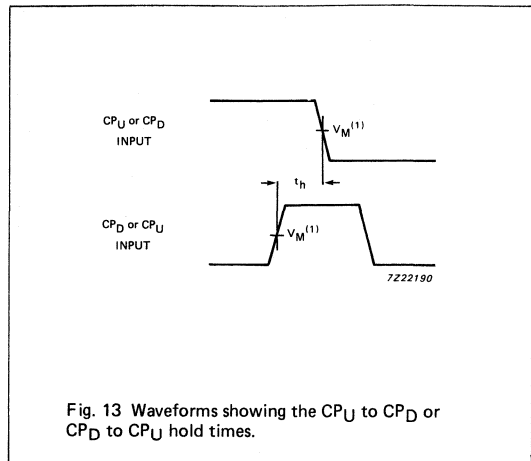 CPU or CPD
INPUT
VM(1)
th
CPD or CPU
INPUT
VM(1)
7Z22190
Fig. 13 Waveforms showing the CPU to CPD or
CPD to CPU hold times.